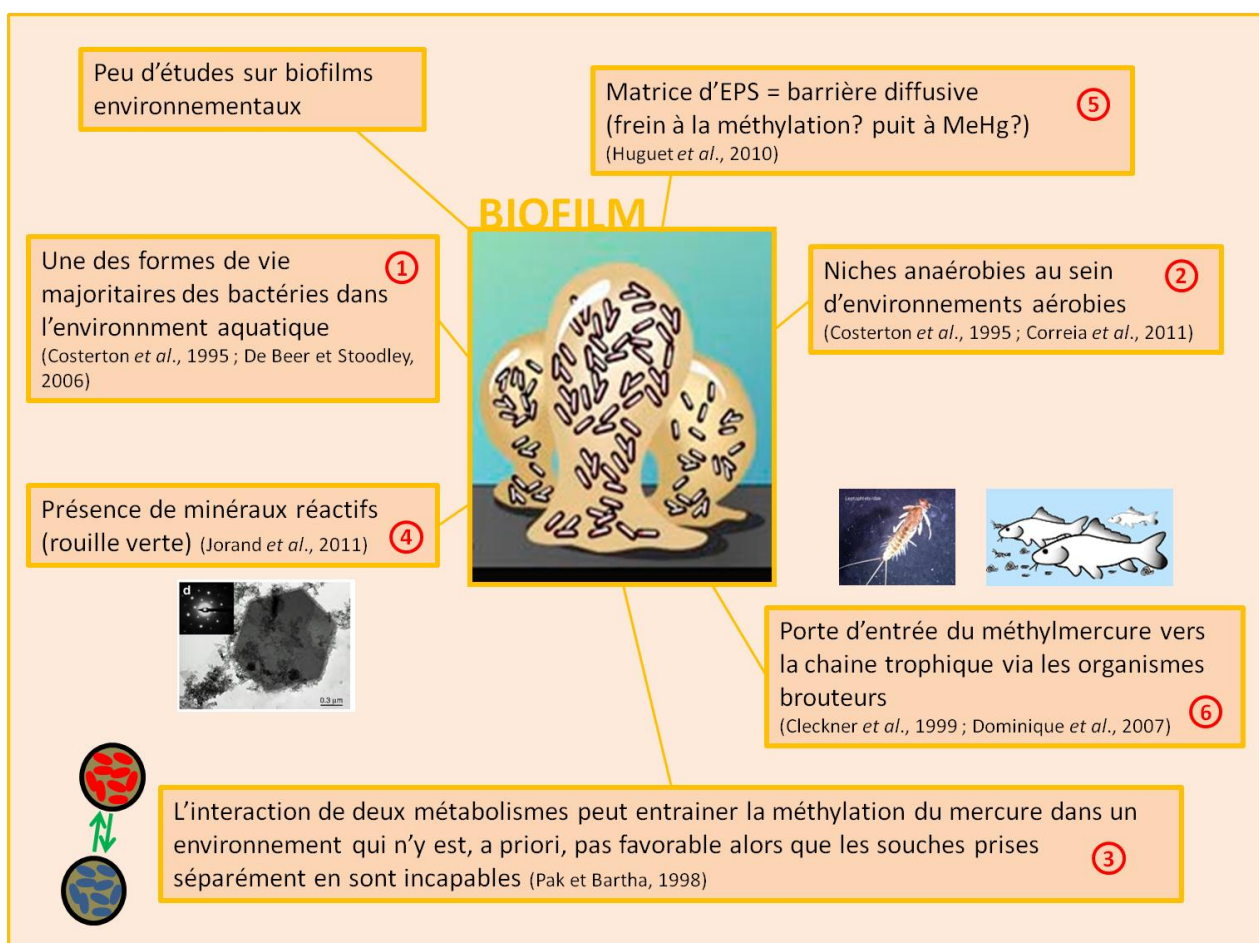 Peu d'études sur biofilms
environnementaux
Matrice d'EPS = barrière diffusive
(frein à la méthylation? puit à MeHg?)
(Huguet et al., 2010)
5
BIOFILM
Une des formes de vie
majoritaires des bactéries dans
l'environnment aquatique
(Costerton et al., 1995 ; De Beer et Stoodley,
2006)
1
Niches anaérobies au sein
d'environnements aérobies
(Costerton et al., 1995 ; Correia et al., 2011)
2
Présence de minéraux réactifs
(rouille verte) (Jorand et al., 2011)
4
d
0.3 µm
Leptophlebiidae
Porte d'entrée du méthylmercure vers
la chaine trophique via les organismes
brouteurs
(Cleckner et al., 1999 ; Dominique et al., 2007)
6
L'interaction de deux métabolismes peut entrainer la méthylation du mercure dans un
environnement qui n'y est, a priori, pas favorable alors que les souches prises
séparément en sont incapables (Pak et Bartha, 1998)
3